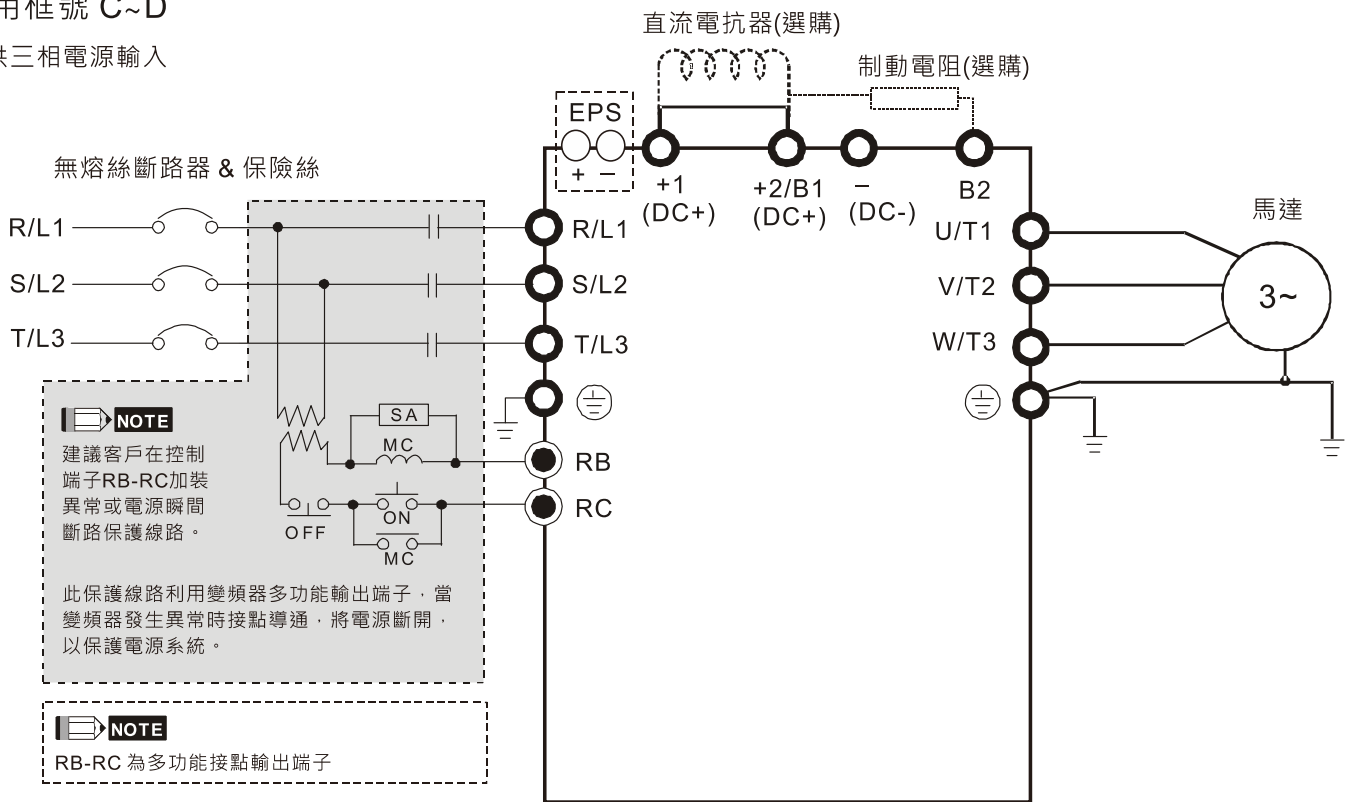 用框號 C~D
三相電源輸入
直流電抗器(選購)
制動電阻(選購)
EPS
+ −
+1
(DC+)
+2/B1
(DC+)
−
(DC-)
B2
無熔絲斷路器 & 保險絲
馬達
R/L1
R/L1
U/T1
S/L2
S/L2
V/T2
3~
T/L3
T/L3
W/T3
NOTE
建議客戶在控制
端子RB-RC加裝
異常或電源瞬間
斷路保護線路。
SA
MC
RB
OFF
ON
RC
MC
此保護線路利用變頻器多功能輸出端子，當
變頻器發生異常時接點導通，將電源斷開，
以保護電源系統。
NOTE
RB-RC 為多功能接點輸出端子